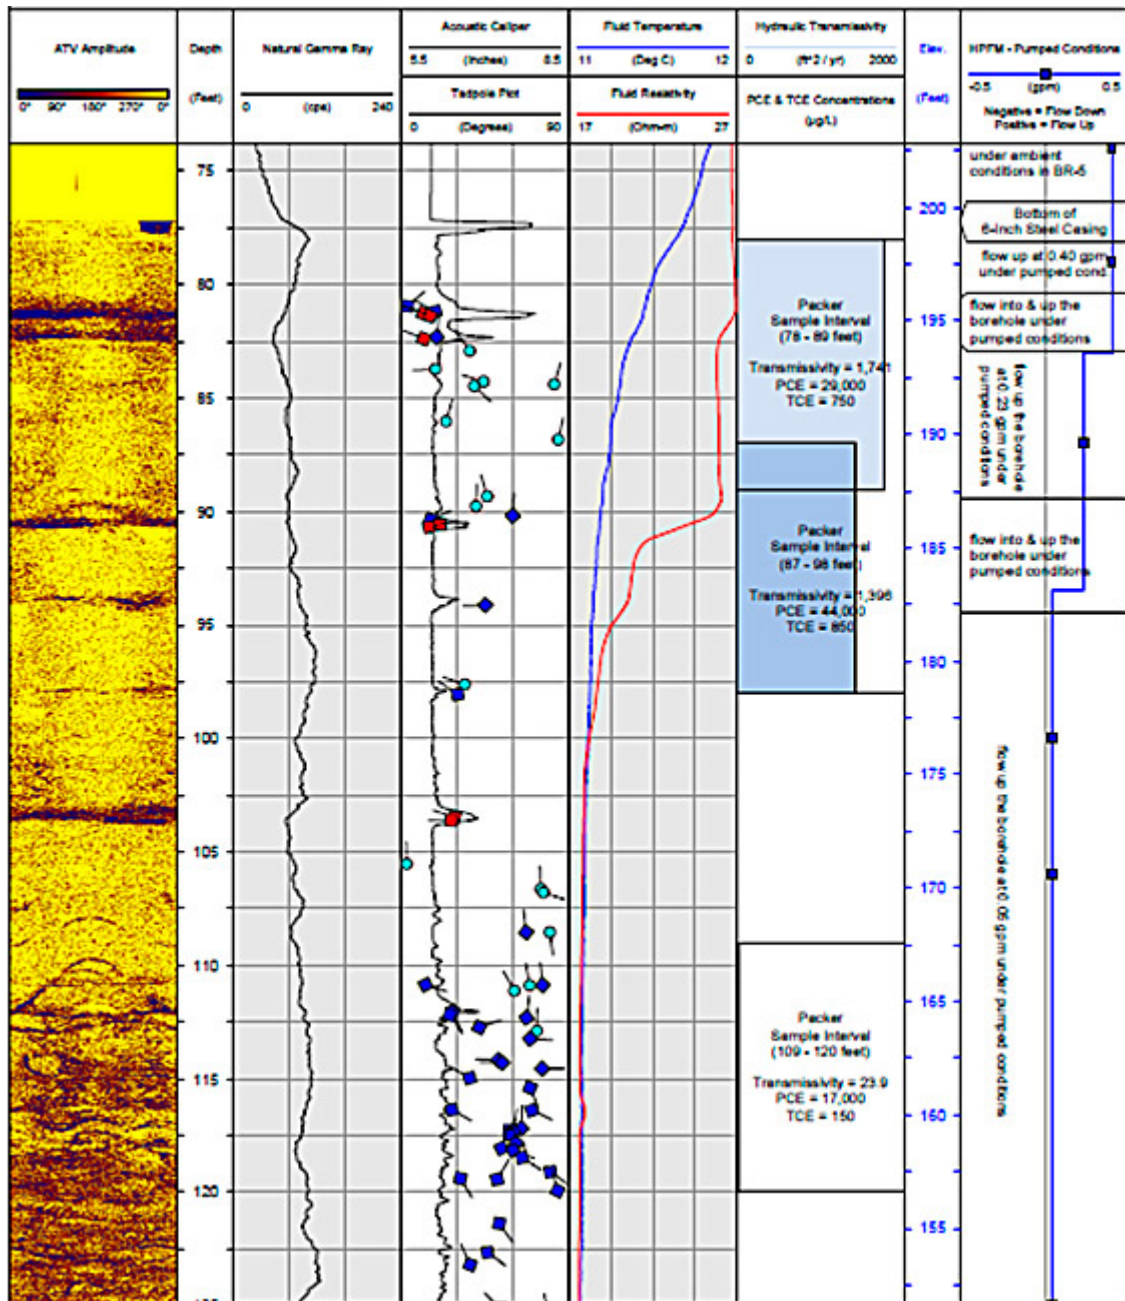 ATV Amplitude
0° 90° 180° 270° 0°
Depth
(Feet)
Natural Gamma Ray
0 (cps) 240
Acoustic Caliper
5.5 (Inches) 8.5
Tadpole Plot
0 (Degrees) 90
Fluid Temperature
11 (Deg C) 12
Fluid Resistivity
17 (Ohm-m) 27
Hydraulic Transmissivity
0 (ft^2 / yr) 2000
PCE & TCE Concentrations
(µg/L)
Elev.
(Feet)
HPFM - Pumped Conditions
-0.5 (gpm) 0.5
Negative = Flow Down
Positive = Flow Up
75
80
85
90
95
100
105
110
115
120
Packer
Sample Interval
(78 - 89 feet)
Transmissivity = 1,741
PCE = 29,000
TCE = 750
Packer
Sample Interval
(87 - 98 feet)
Transmissivity = 1,396
PCE = 44,000
TCE = 850
Packer
Sample Interval
(109 - 120 feet)
Transmissivity = 23.9
PCE = 17,000
TCE = 150
200
195
190
185
180
175
170
165
160
155
under ambient
conditions in BR-5
Bottom of
6-Inch Steel Casing
flow up at 0.40 gpm
under pumped cond.
flow into & up the
borehole under
pumped conditions
flow up the borehole
at 0.23 gpm under
pumped conditions
flow into & up the
borehole under
pumped conditions
flow up the borehole at 0.05 gpm under pumped conditions